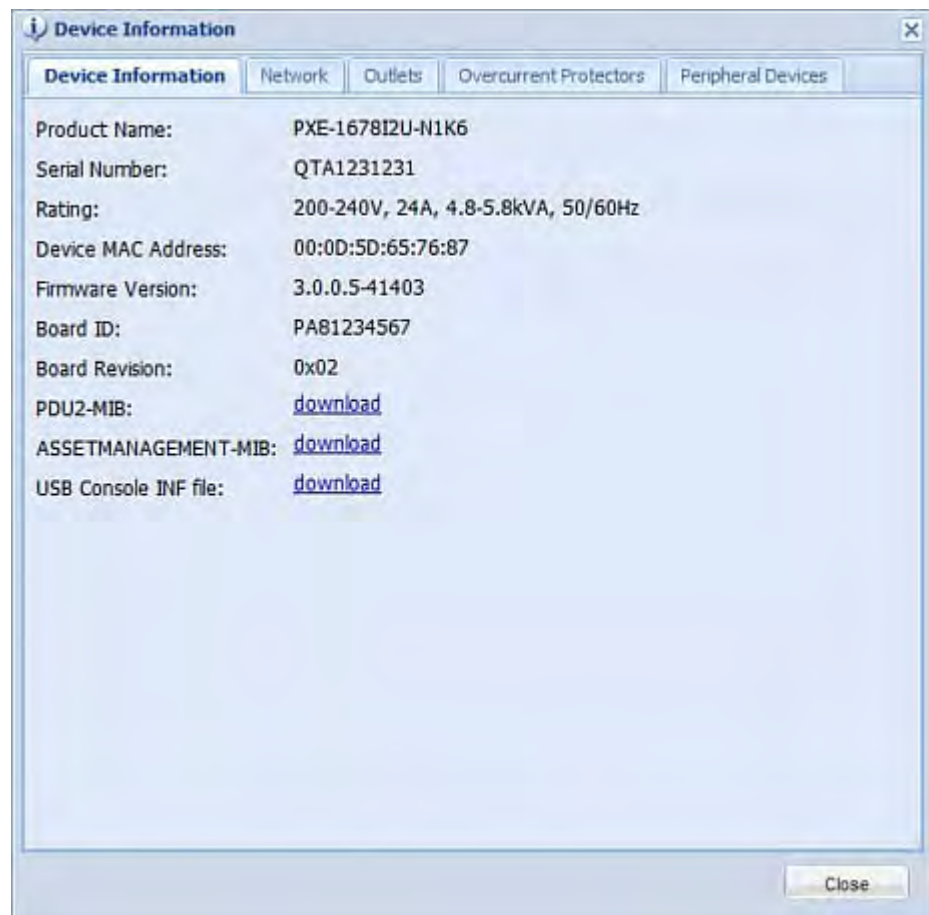 Device Information
Device Information Network Outlets Overcurrent Protectors Peripheral Devices
Product Name: PXE-1678I2U-N1K6
Serial Number: QTA1231231
Rating: 200-240V, 24A, 4.8-5.8kVA, 50/60Hz
Device MAC Address: 00:0D:5D:65:76:87
Firmware Version: 3.0.0.5-41403
Board ID: PA81234567
Board Revision: 0x02
PDU2-MIB: download
ASSETMANAGEMENT-MIB: download
USB Console INF file: download
Close